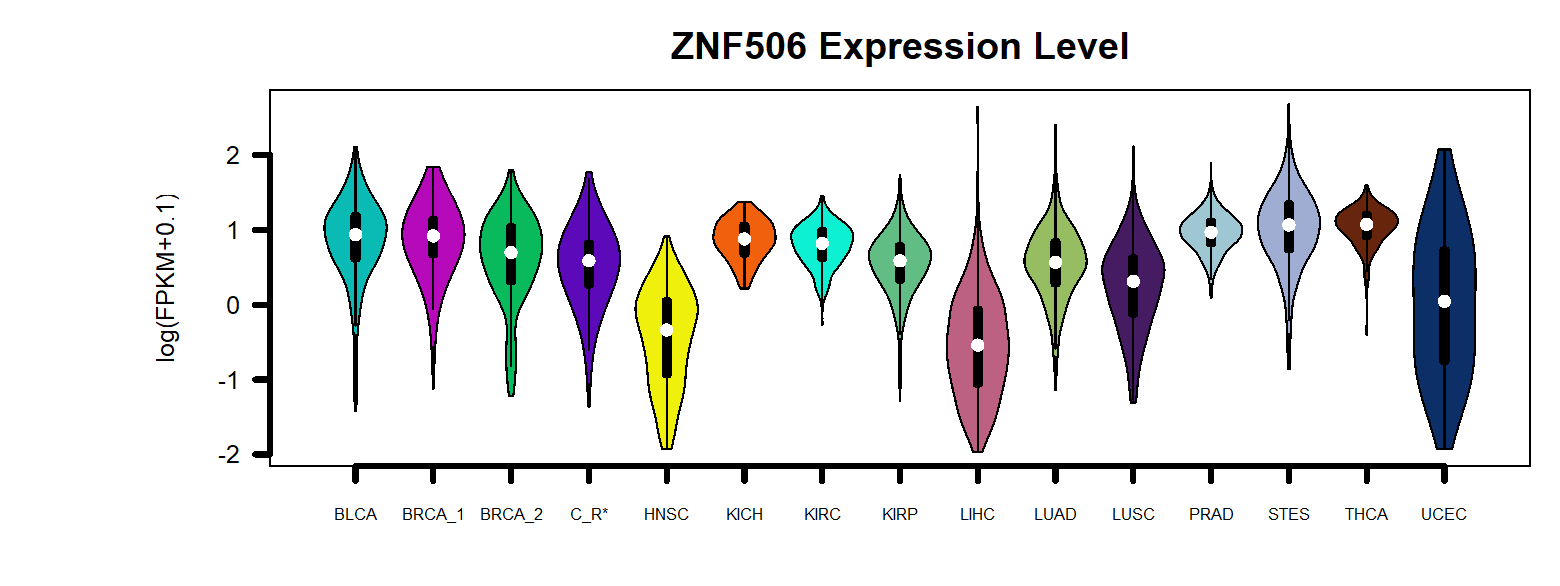 ZNF506 Expression Level
log(FPKM+0.1)
2
1
0
-1
-2
BLCA BRCA_1 BRCA_2 C_R* HNSC KICH KIRC KIRP LIHC LUAD LUSC PRAD STES THCA UCEC